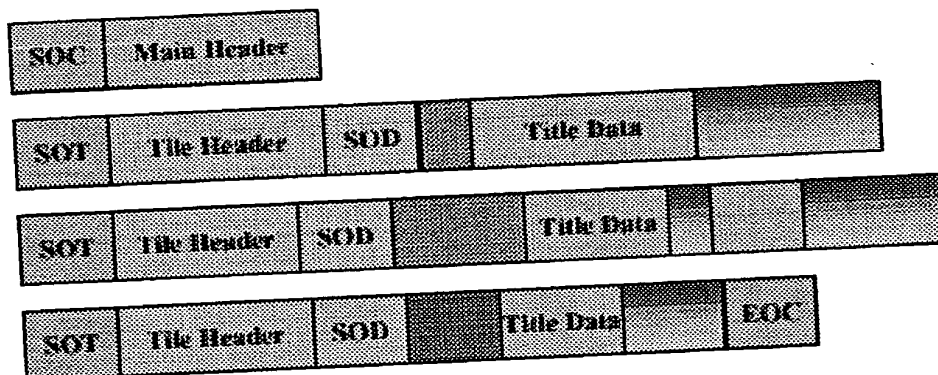 SOC Main Header
SOT Tile Header SOD Title Data
SOT Tile Header SOD Title Data
SOT Tile Header SOD Title Data EOC